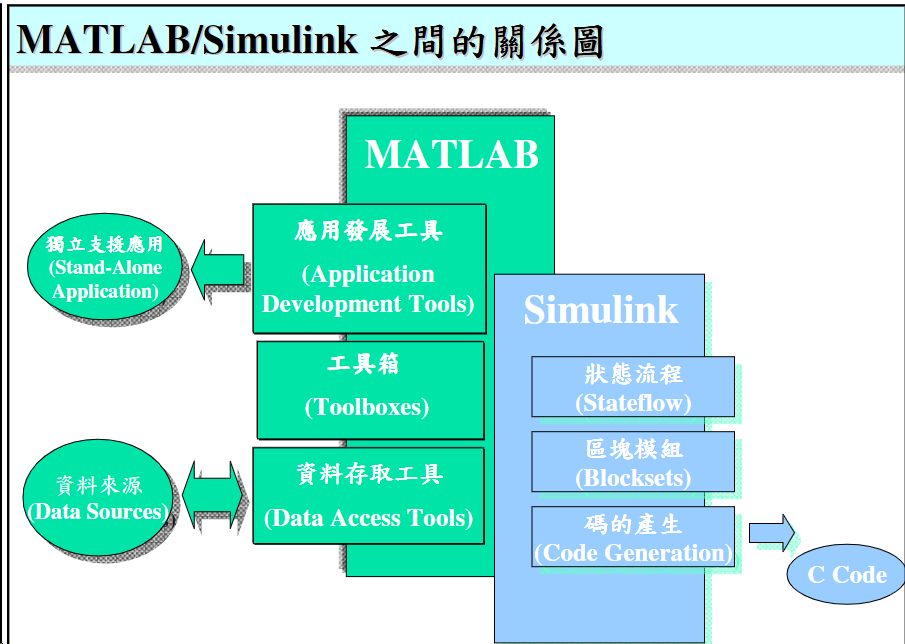 MATLAB/Simulink 之間的關係圖
MATLAB
應用發展工具
(Application
Development Tools)
獨立支援應用
(Stand-Alone
Application)
工具箱
(Toolboxes)
資料存取工具
(Data Access Tools)
資料來源
(Data Sources)
Simulink
狀態流程
(Stateflow)
區塊模組
(Blocksets)
碼的產生
(Code Generation)
C Code